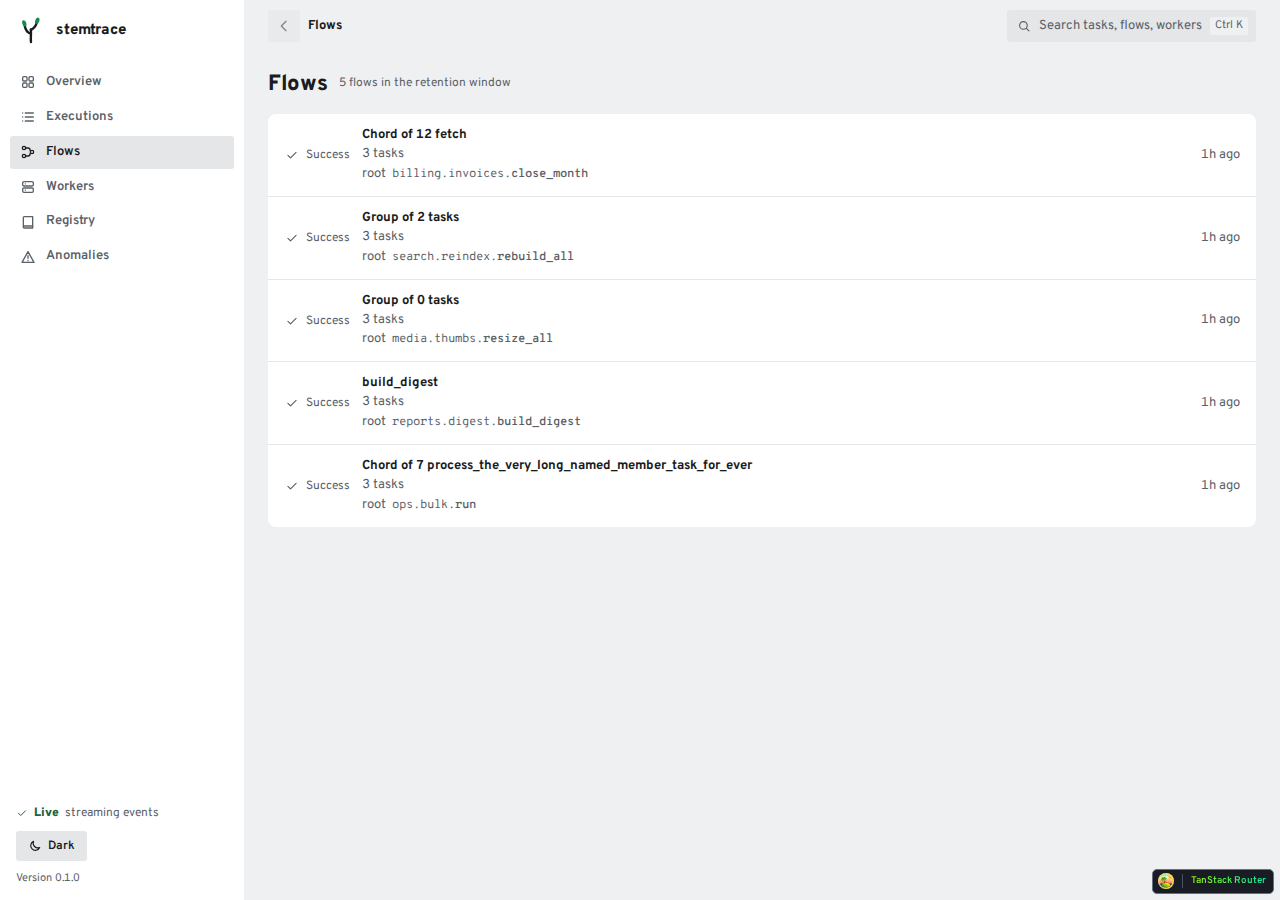 stemtrace
Overview
Executions
Flows
Workers
Registry
Anomalies
Live streaming events
Dark
Version 0.1.0
Flows
Search tasks, flows, workers Ctrl K
Flows 5 flows in the retention window
Chord of 12 fetch
Success 3 tasks 1h ago
root billing.invoices.close_month
Group of 2 tasks
Success 3 tasks 1h ago
root search.reindex.rebuild_all
Group of 0 tasks
Success 3 tasks 1h ago
root media.thumbs.resize_all
build_digest
Success 3 tasks 1h ago
root reports.digest.build_digest
Chord of 7 process_the_very_long_named_member_task_for_ever
Success 3 tasks 1h ago
root ops.bulk.run
TanStack Router